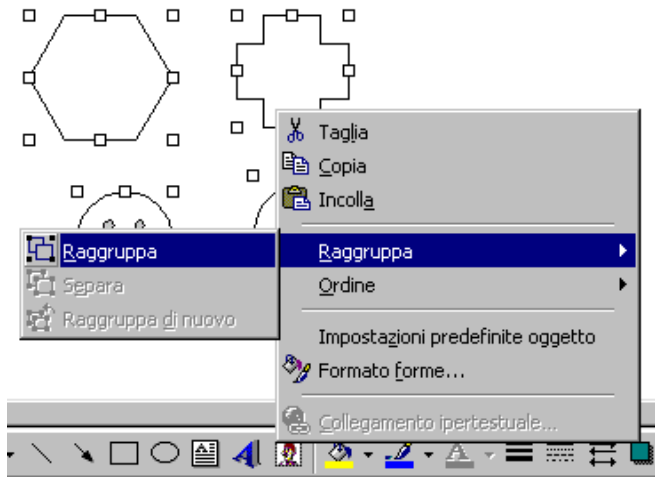 Taglia
Copia
Incolla
Raggruppa
Raggruppa
Separa
Ordine
Raggruppa di nuovo
Impostazioni predefinite oggetto
Formato forme...
Collegamento ipertestuale...